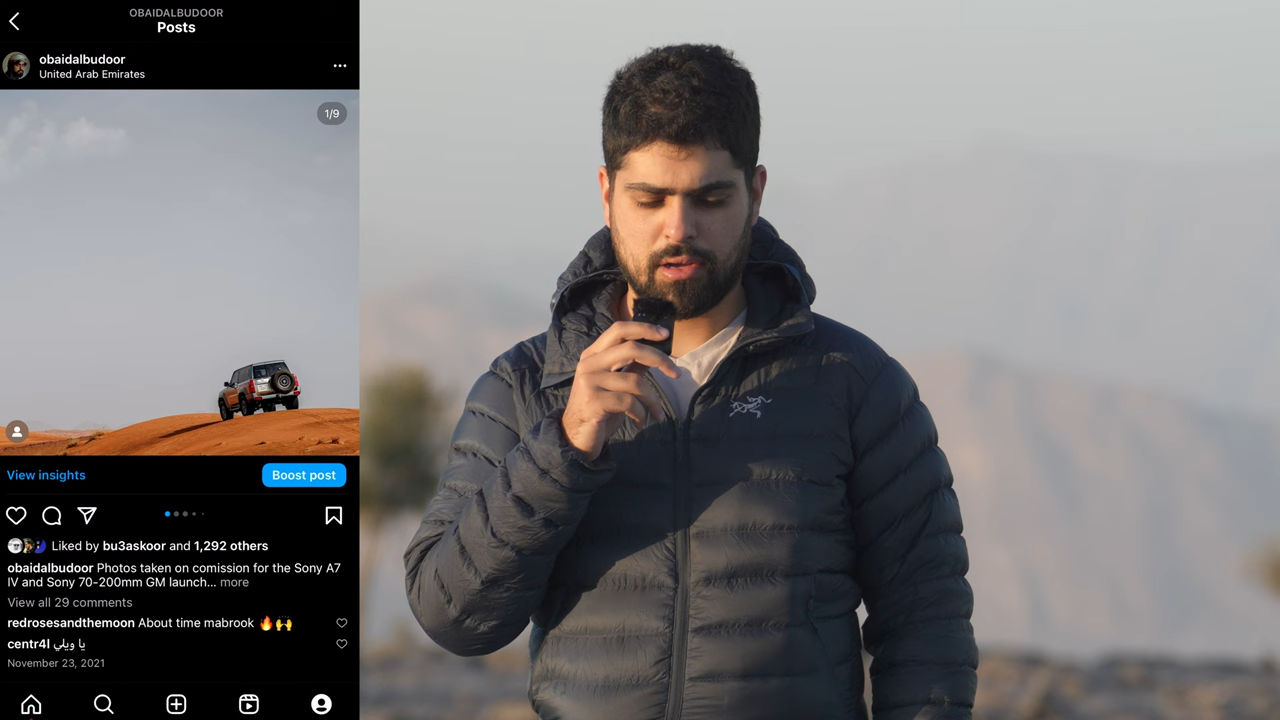 OBAIDALBUDOOR
Posts
obaidalbudoor
United Arab Emirates
1/9
View insights
Boost post
Liked by bu3askoor and 1,292 others
obaidalbudoor Photos taken on comission for the Sony A7
IV and Sony 70-200mm GM launch... more
View all 29 comments
redrosesandthemoon About time mabrook 🔥🙌
centr4l يا ويلي
November 23, 2021